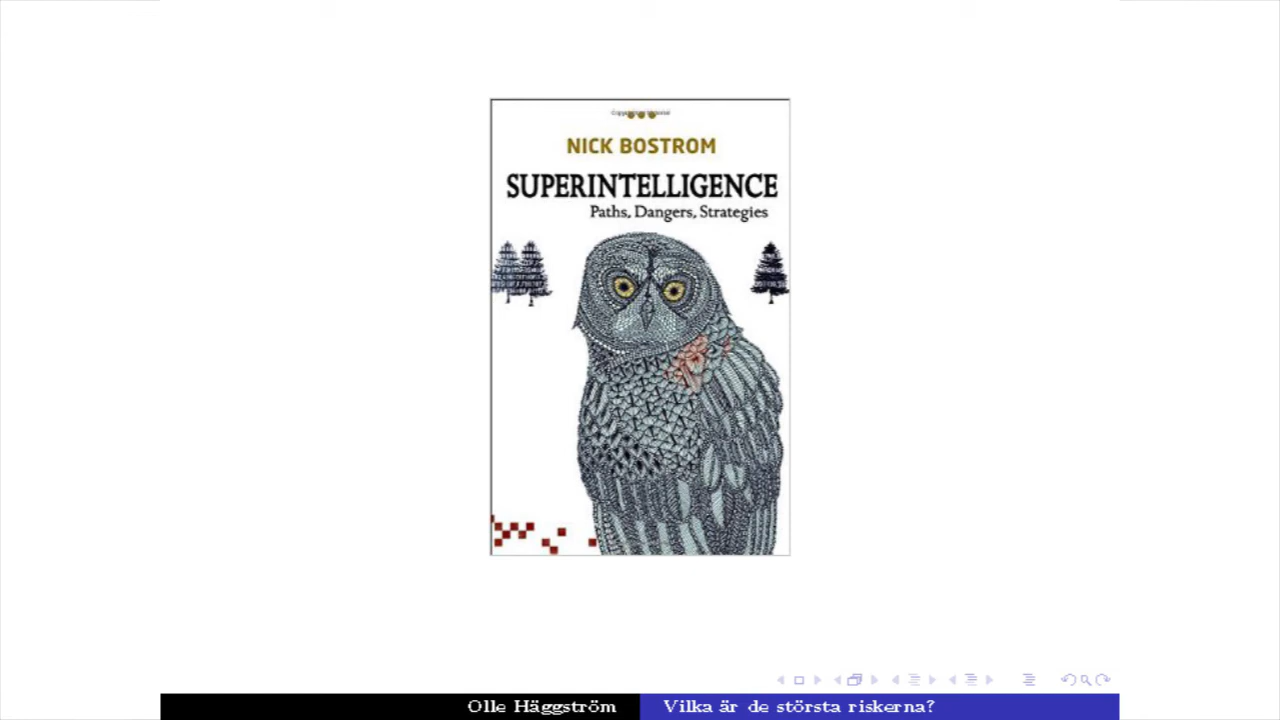 NICK BOSTROM
SUPERINTELLIGENCE
Paths, Dangers, Strategies
Olle Häggström
Vilka är de största riskerna?